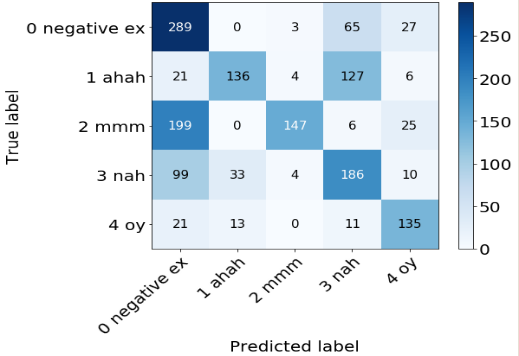 0 negative ex 289 0 3 65 27
1 ahah 21 136 4 127 6
2 mmm 199 0 147 6 25
3 nah 99 33 4 186 10
4 oy 21 13 0 11 135
0 negative ex 1 ahah 2 mmm 3 nah 4 oy
True label
Predicted label
250
200
150
100
50
0